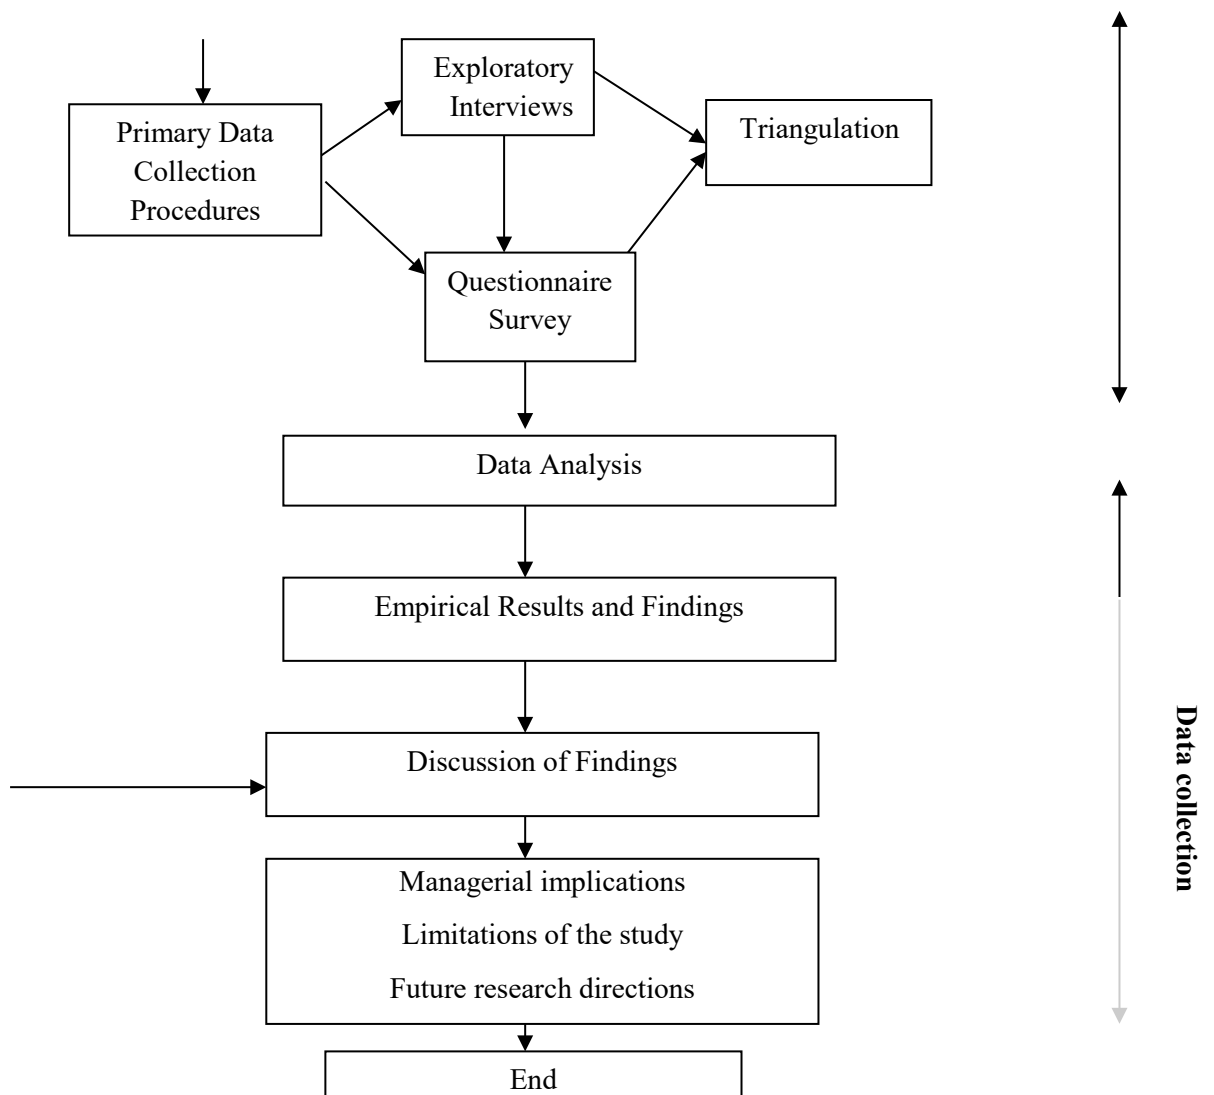 Exploratory
Interviews
Triangulation
Primary Data
Collection
Procedures
Questionnaire
Survey
Data Analysis
Empirical Results and Findings
Discussion of Findings
Managerial implications
Limitations of the study
Future research directions
End
Data collection